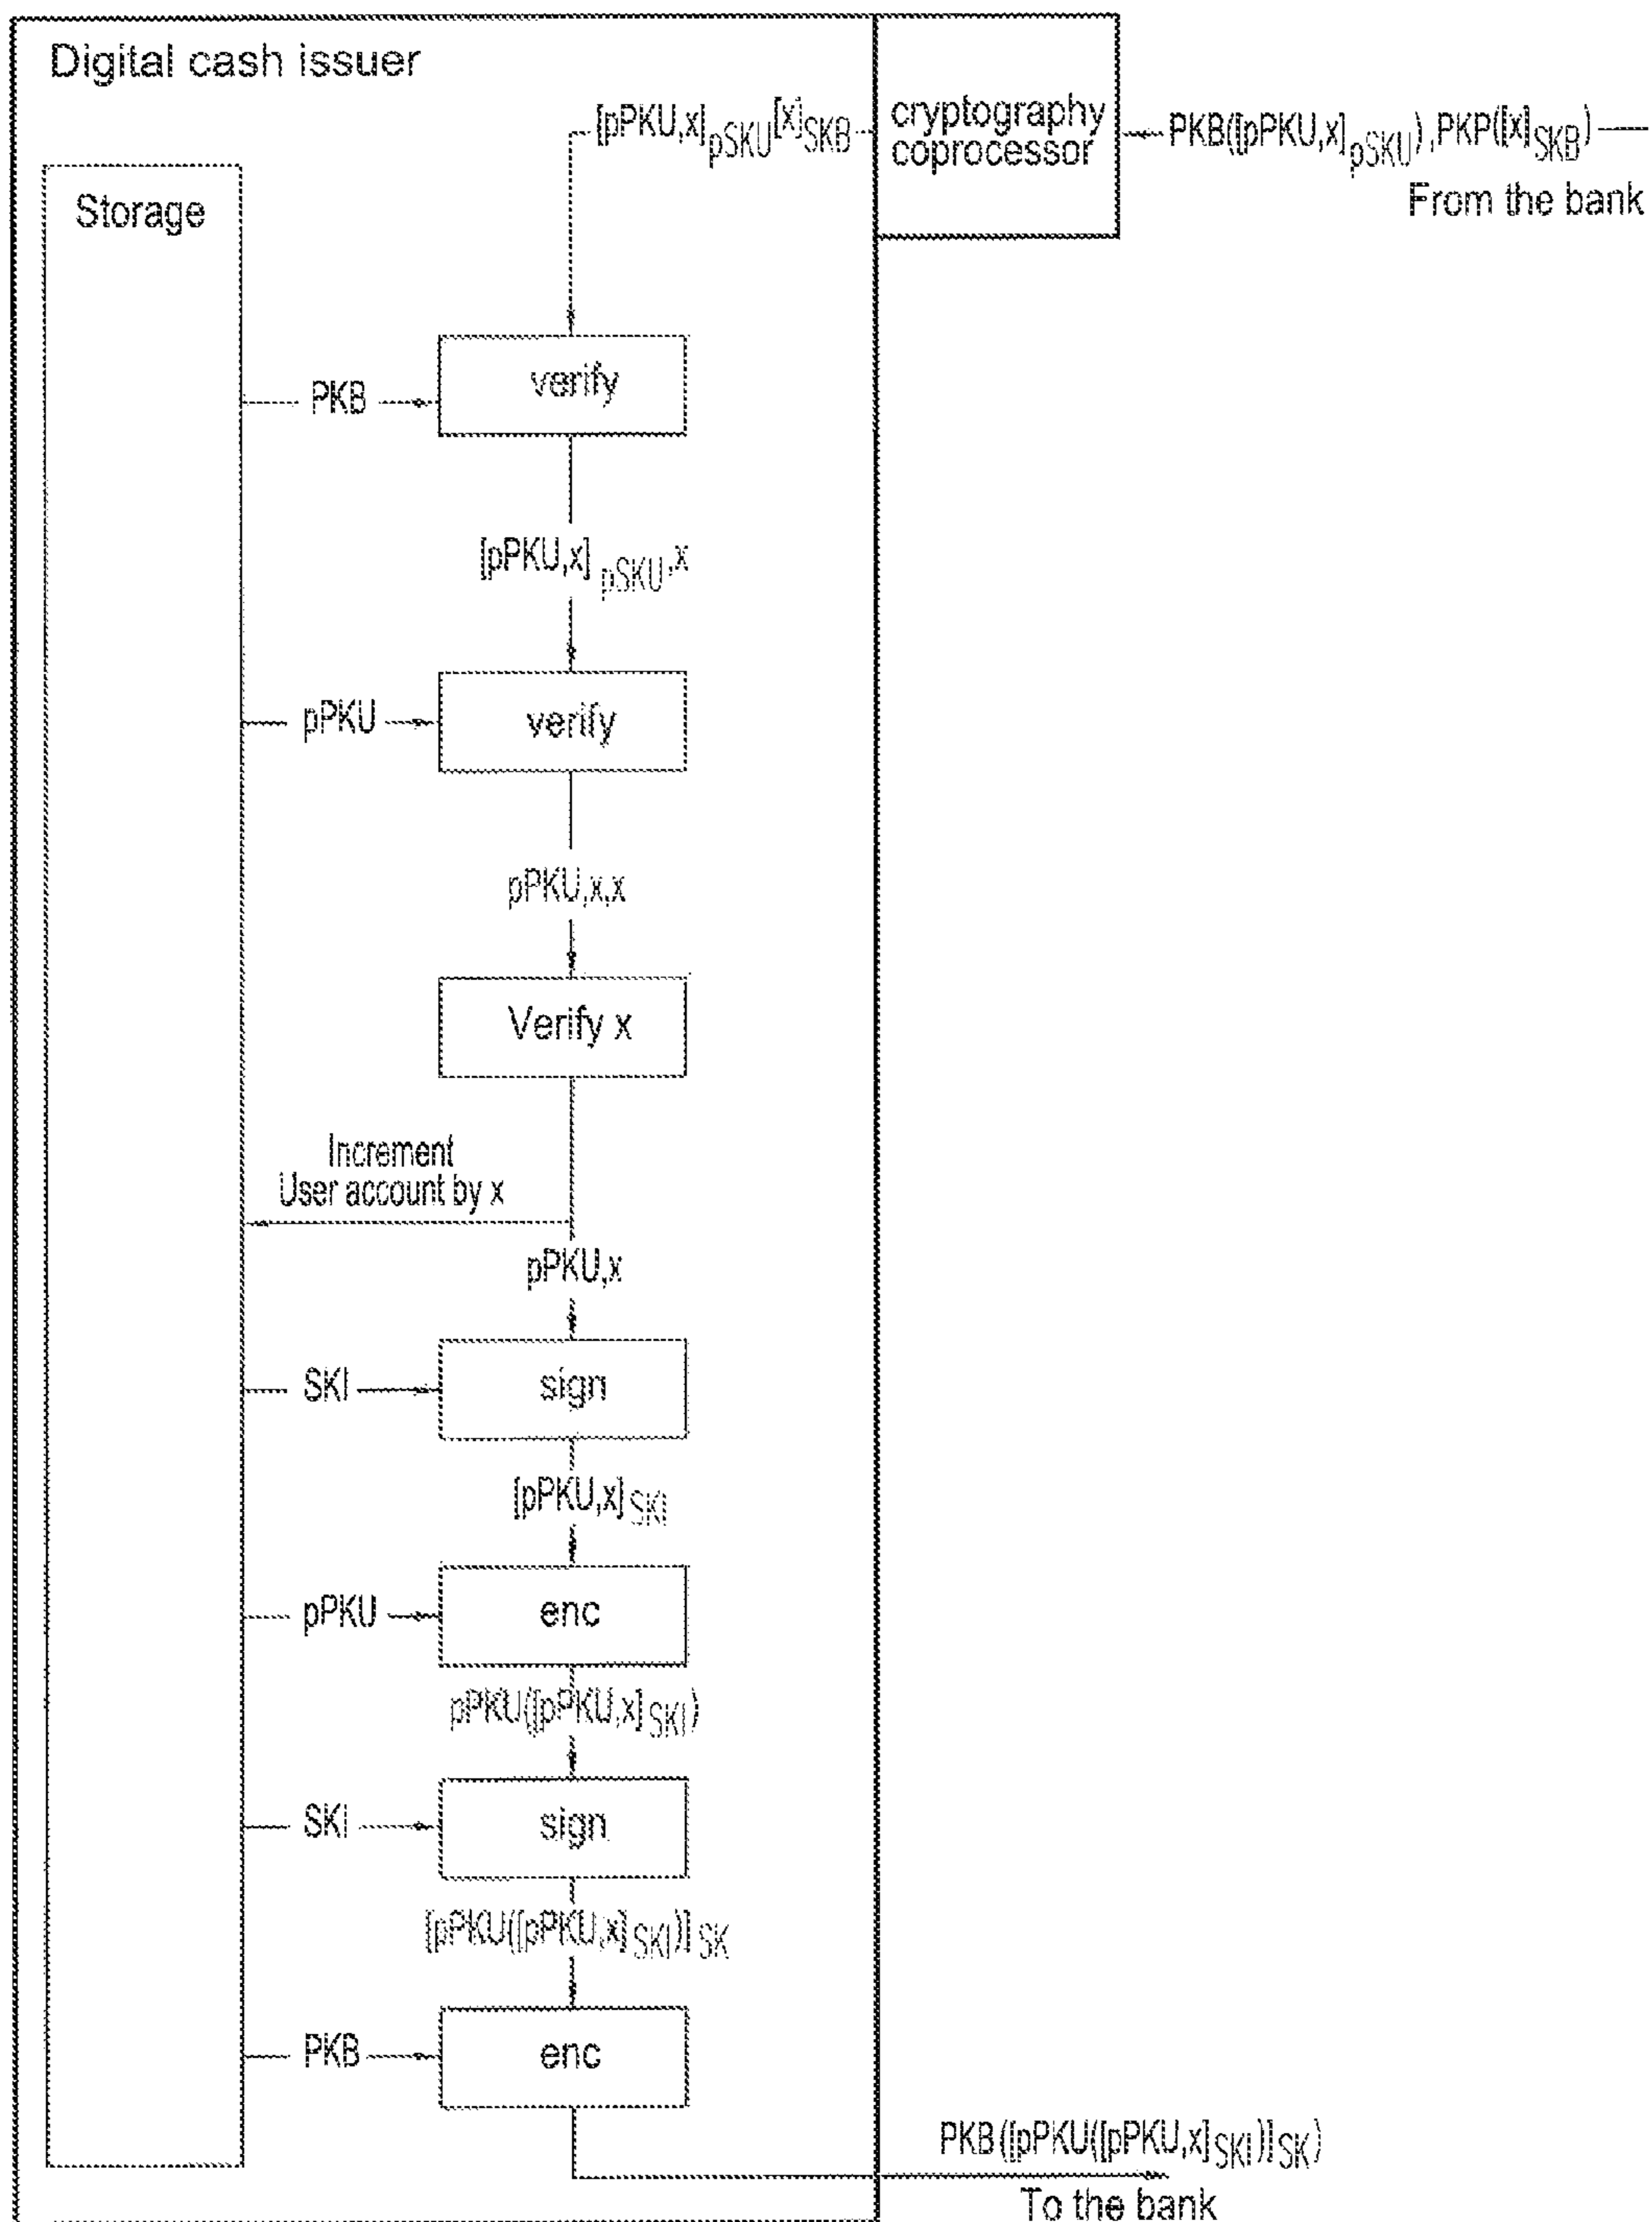 Digital cash issuer
[pPKU,x]pSKU[x]SKB
cryptography
coprocessor
PKB([pPKU,x]pSKU),PKP([x]SKB)
From the bank
Storage
PKB
verify
[pPKU,x] pSKU,x
pPKU
verify
pPKU,x,x
Verify x
Increment
User account by x
pPKU,x
SKI
sign
[pPKU,x]SKI
pPKU
enc
pPKU([pPKU,x]SKI)
SKI
sign
[pPKU([pPKU,x]SKI)]SK
PKB
enc
PKB([pPKU([pPKU,x]SKI)]SK)
To the bank